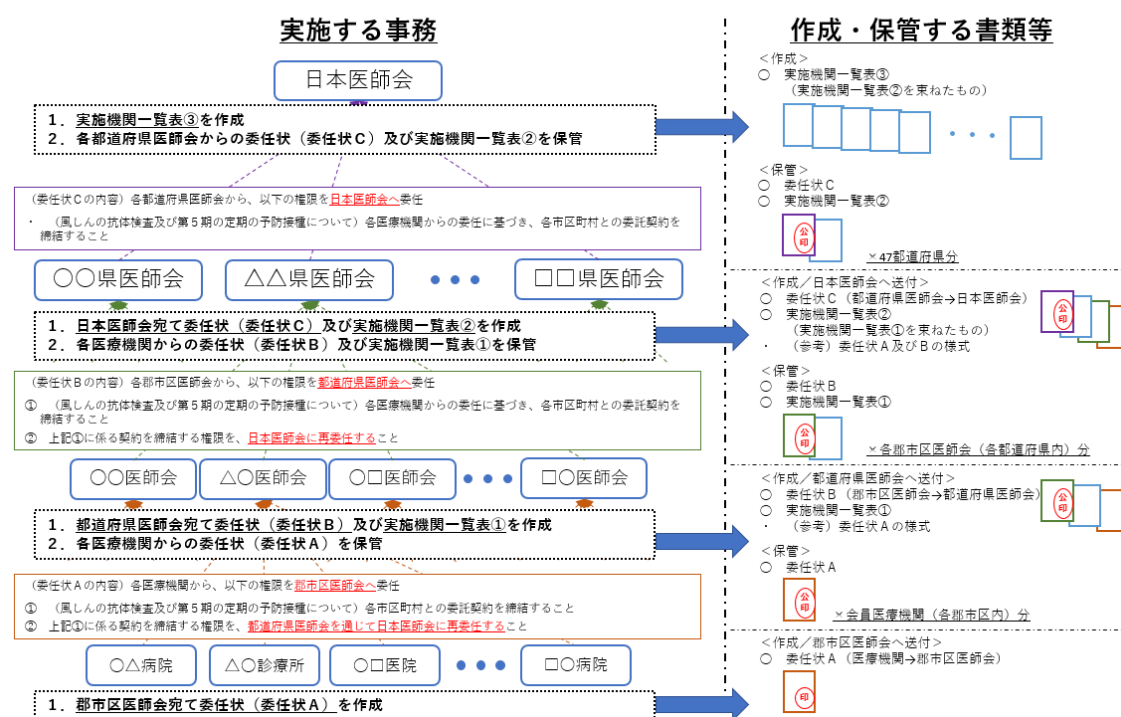 実施する事務
日本医師会
1．実施機関一覧表③を作成
2．各都道府県医師会からの委任状（委任状Ｃ）及び実施機関一覧表②を保管
（委任状Ｃの内容）各都道府県医師会から、以下の権限を日本医師会へ委任
・　（風しんの抗体検査及び第５期の定期の予防接種について）各医療機関からの委任に基づき、各市区町村との委託契約を
締結すること
〇〇県医師会
△△県医師会
●●●
□□県医師会
1．日本医師会宛て委任状（委任状Ｃ）及び実施機関一覧表②を作成
2．各医療機関からの委任状（委任状Ｂ）及び実施機関一覧表①を保管
（委任状Ｂの内容）各郡市区医師会から、以下の権限を都道府県医師会へ委任
①　（風しんの抗体検査及び第５期の定期の予防接種について）各医療機関からの委任に基づき、各市区町村との委託契約を
締結すること
②　上記①に係る契約を締結する権限を、日本医師会に再委任すること
〇〇医師会
△〇医師会
〇□医師会
●●●
□〇医師会
1．都道府県医師会宛て委任状（委任状Ｂ）及び実施機関一覧表①を作成
2．各医療機関からの委任状（委任状Ａ）を保管
（委任状Ａの内容）各医療機関から、以下の権限を郡市区医師会へ委任
①　（風しんの抗体検査及び第５期の定期の予防接種について）各市区町村との委託契約を締結すること
②　上記①に係る契約を締結する権限を、都道府県医師会を通じて日本医師会に再委任すること
〇△病院
△〇診療所
〇□医院
●●●
□〇病院
1．郡市区医師会宛て委任状（委任状Ａ）を作成
作成・保管する書類等
＜作成＞
〇　実施機関一覧表③
（実施機関一覧表②を束ねたもの）
・・・
＜保管＞
〇　委任状Ｃ
〇　実施機関一覧表②
公印
×47都道府県分
＜作成／日本医師会へ送付＞
〇　委任状Ｃ（都道府県医師会→日本医師会）
〇　実施機関一覧表②
（実施機関一覧表①を束ねたもの）
・　（参考）委任状Ａ及びＢの様式
公印
＜保管＞
〇　委任状Ｂ
〇　実施機関一覧表①
公印
×各郡市区医師会（各都道府県内）分
＜作成／都道府県医師会へ送付＞
〇　委任状Ｂ（郡市区医師会→都道府県医師会）
〇　実施機関一覧表①
・　（参考）委任状Ａの様式
公印
＜保管＞
〇　委任状Ａ
公印
×会員医療機関（各郡市区内）分
＜作成／郡市区医師会へ送付＞
〇　委任状Ａ（医療機関→郡市区医師会）
印